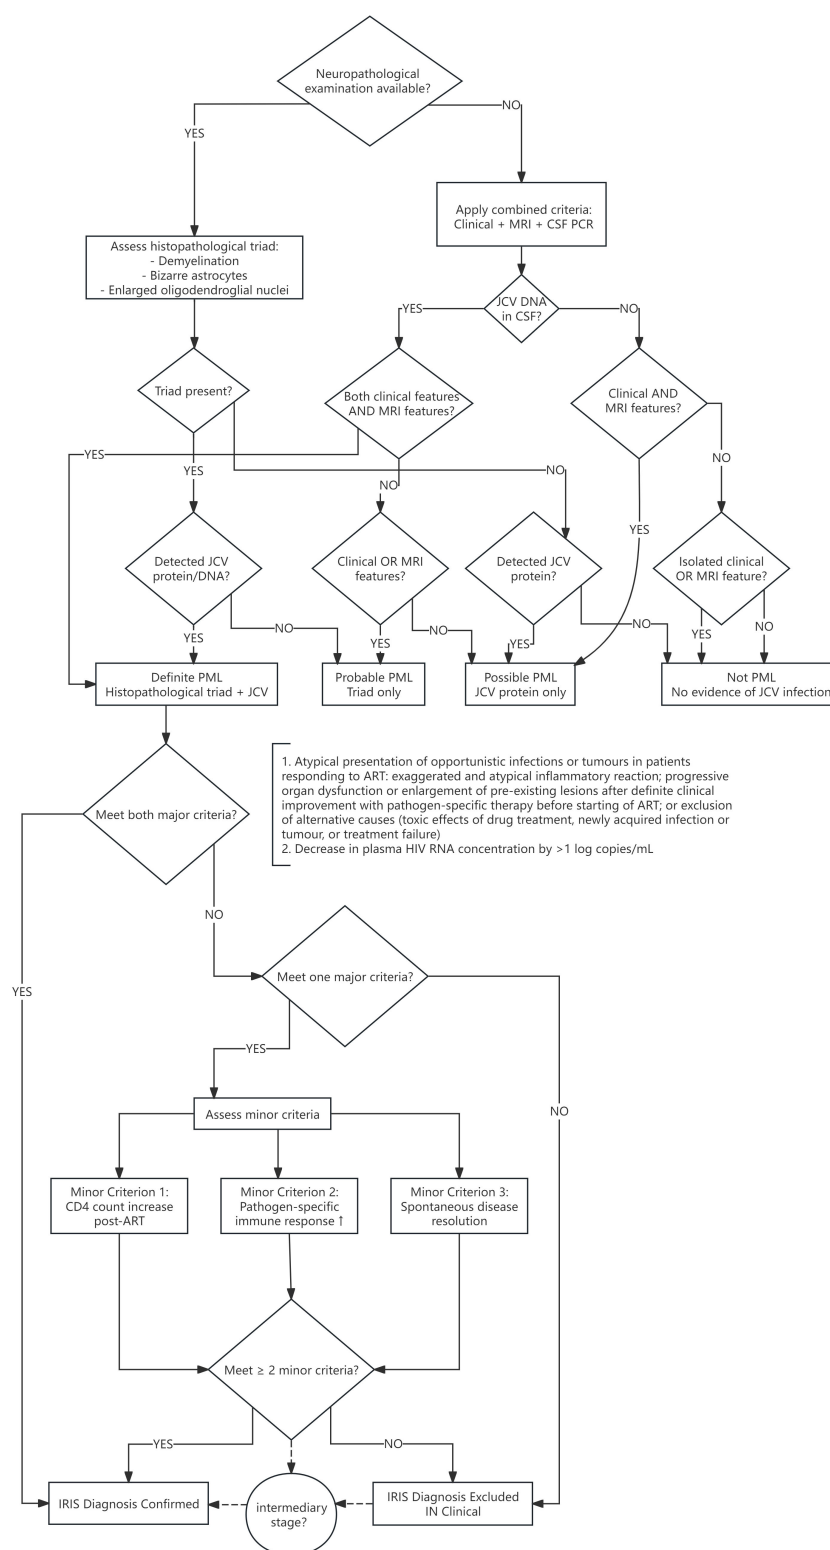 Neuropathological
examination available?
YES
NO
Apply combined criteria:
Clinical + MRI + CSF PCR
Assess histopathological triad:
- Demyelination
- Bizarre astrocytes
- Enlarged oligodendroglial nuclei
JCV DNA
in CSF?
YES
NO
Triad present?
Both clinical features
AND MRI features?
Clinical AND
MRI features?
YES
YES
NO
NO
NO
YES
Detected JCV
protein/DNA?
Clinical OR MRI
features?
Detected JCV
protein?
Isolated clinical
OR MRI feature?
YES
NO
YES
NO
YES
NO
YES
NO
Definite PML
Histopathological triad + JCV
Probable PML
Triad only
Possible PML
JCV protein only
Not PML
No evidence of JCV infection
Meet both major criteria?
1. Atypical presentation of opportunistic infections or tumours in patients
responding to ART: exaggerated and atypical inflammatory reaction; progressive
organ dysfunction or enlargement of pre-existing lesions after definite clinical
improvement with pathogen-specific therapy before starting of ART; or exclusion
of alternative causes (toxic effects of drug treatment, newly acquired infection or
tumour, or treatment failure)
2. Decrease in plasma HIV RNA concentration by >1 log copies/mL
NO
YES
Meet one major criteria?
YES
NO
Assess minor criteria
Minor Criterion 1:
CD4 count increase
post-ART
Minor Criterion 2:
Pathogen-specific
immune response ↑
Minor Criterion 3:
Spontaneous disease
resolution
Meet ≥ 2 minor criteria?
YES
NO
IRIS Diagnosis Confirmed
intermediary
stage?
IRIS Diagnosis Excluded
IN Clinical